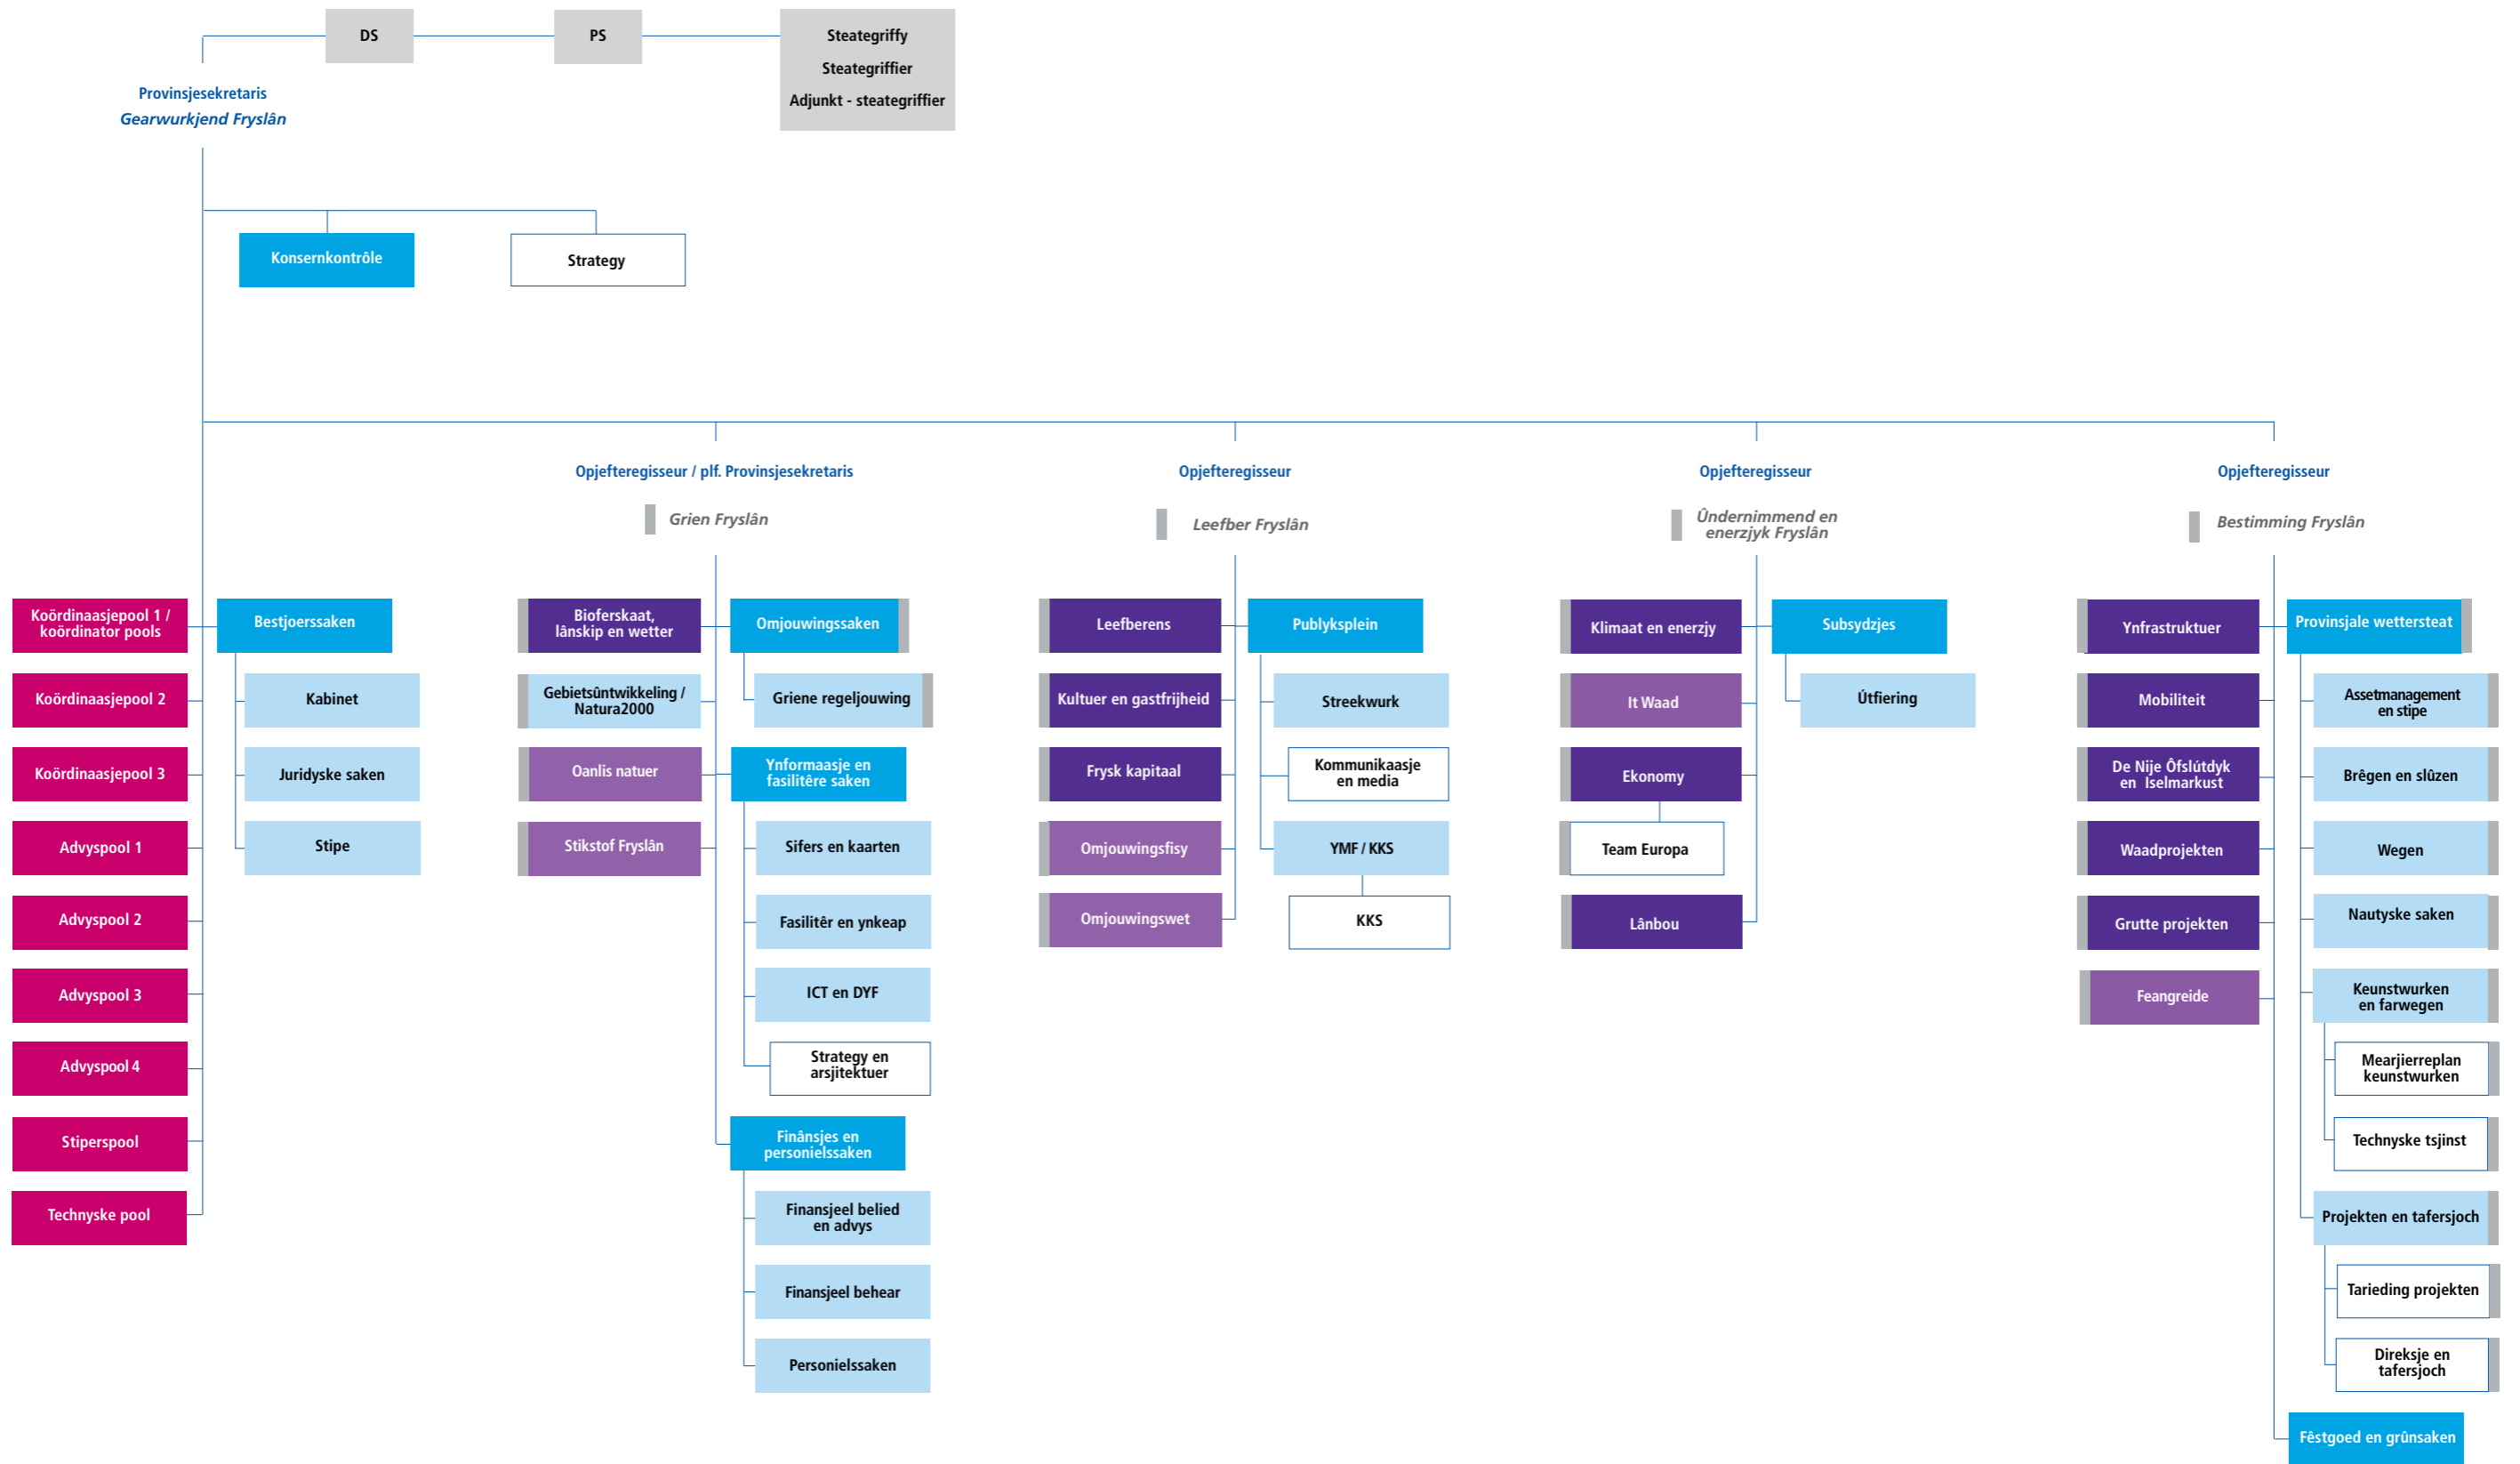 DS
PS
Steategriffy
Steategriffier
Adjunkt - steategriffier
Provinsjesekretaris
Gearwurkjend Fryslân
Konsernkontrôle
Strategy
Opjefteregisseur / plf. Provinsjesekretaris
Grien Fryslân
Opjefteregisseur
Leefber Fryslân
Opjefteregisseur
Ûndernimmend en
enerzjyk Fryslân
Opjefteregisseur
Bestimming Fryslân
Koördinaasjepool 1 /
koördinator pools
Koördinaasjepool 2
Koördinaasjepool 3
Advyspool 1
Advyspool 2
Advyspool 3
Advyspool 4
Stiperspool
Technyske pool
Bestjoerssaken
Kabinet
Juridyske saken
Stipe
Bioferskaat,
lânskip en wetter
Gebietsûntwikkeling /
Natura2000
Oanlis natuer
Stikstof Fryslân
Omjouwingssaken
Griene regeljouwing
Ynformaasje en
fasilitêre saken
Sifers en kaarten
Fasilitêr en ynkeap
ICT en DYF
Strategy en
arsjitektuer
Finânsjes en
personielssaken
Finansjeel belied
en advys
Finansjeel behear
Personielssaken
Leefberens
Kultuer en gastfrijheid
Frysk kapitaal
Omjouwingsfisy
Omjouwingswet
Publyksplein
Streekwurk
Kommunikaasje
en media
YMF / KKS
KKS
Klimaat en enerzjy
It Waad
Ekonomy
Team Europa
Lânbou
Subsydzjes
Útfiering
Ynfrastruktuer
Mobiliteit
De Nije Ôfslútdyk
en Iselmarkust
Waadprojekten
Grutte projekten
Feangreide
Provinsjale wettersteat
Assetmanagement
en stipe
Brêgen en slûzen
Wegen
Nautyske saken
Keunstwurken
en farwegen
Mearjierreplan
keunstwurken
Technyske tsjinst
Projekten en tafersjoch
Tarieding projekten
Direksje en
tafersjoch
Fêstgoed en grûnsaken